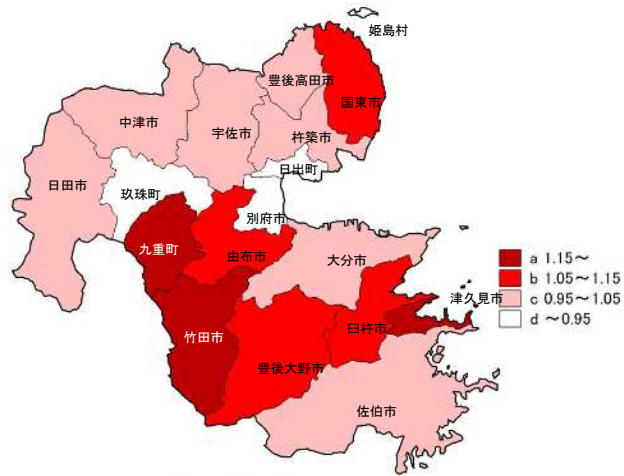 姫島村
豊後高田市
国東市
中津市
宇佐市
杵築市
日出町
日田市
玖珠町
別府市
九重町
由布市
大分市
津久見市
竹田市
臼杵市
豊後大野市
佐伯市
a 1.15～
b 1.05～1.15
c 0.95～1.05
d ～0.95